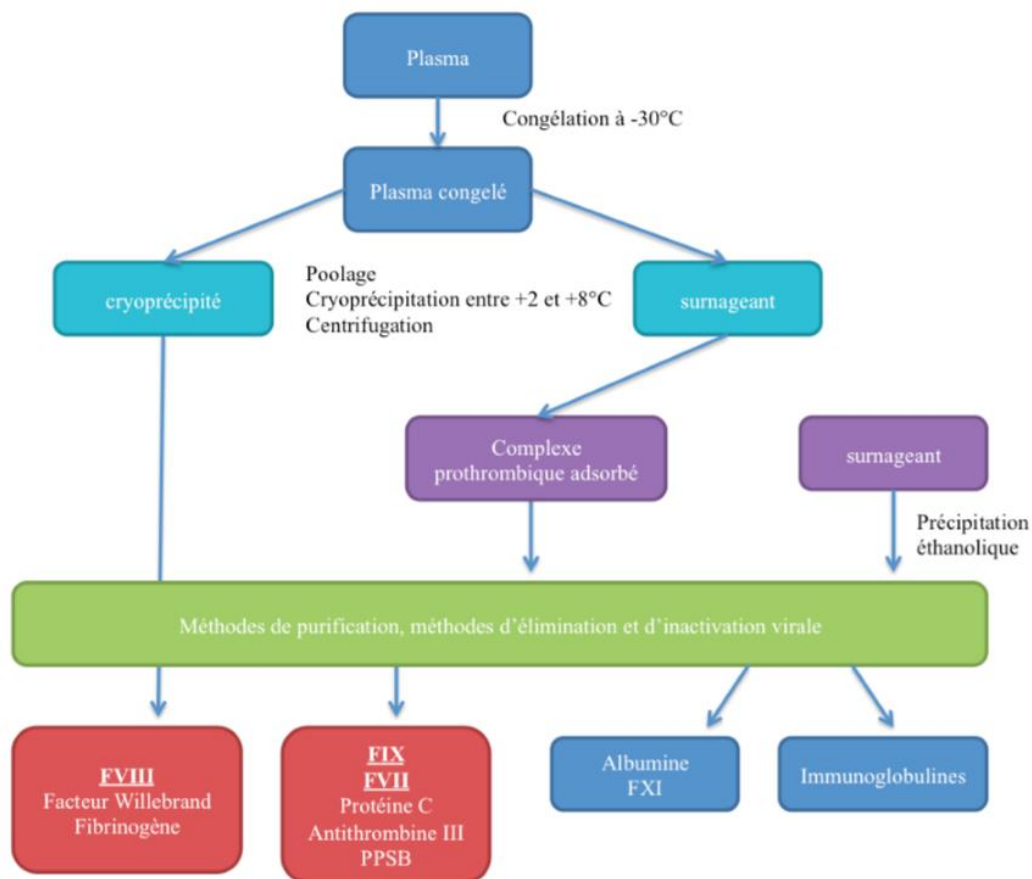 Plasma
Congélation à -30°C
Plasma congelé
cryoprécipité
Poolage
Cryoprécipitation entre +2 et +8°C
Centrifugation
surnageant
Complexe
prothrombique adsorbé
surnageant
Précipitation
éthanolique
Méthodes de purification, méthodes d'élimination et d'inactivation virale
FVIII
Facteur Willebrand
Fibrinogène
FIX
FVII
Protéine C
Antithrombine III
PPSB
Albumine
FXI
Immunoglobulines